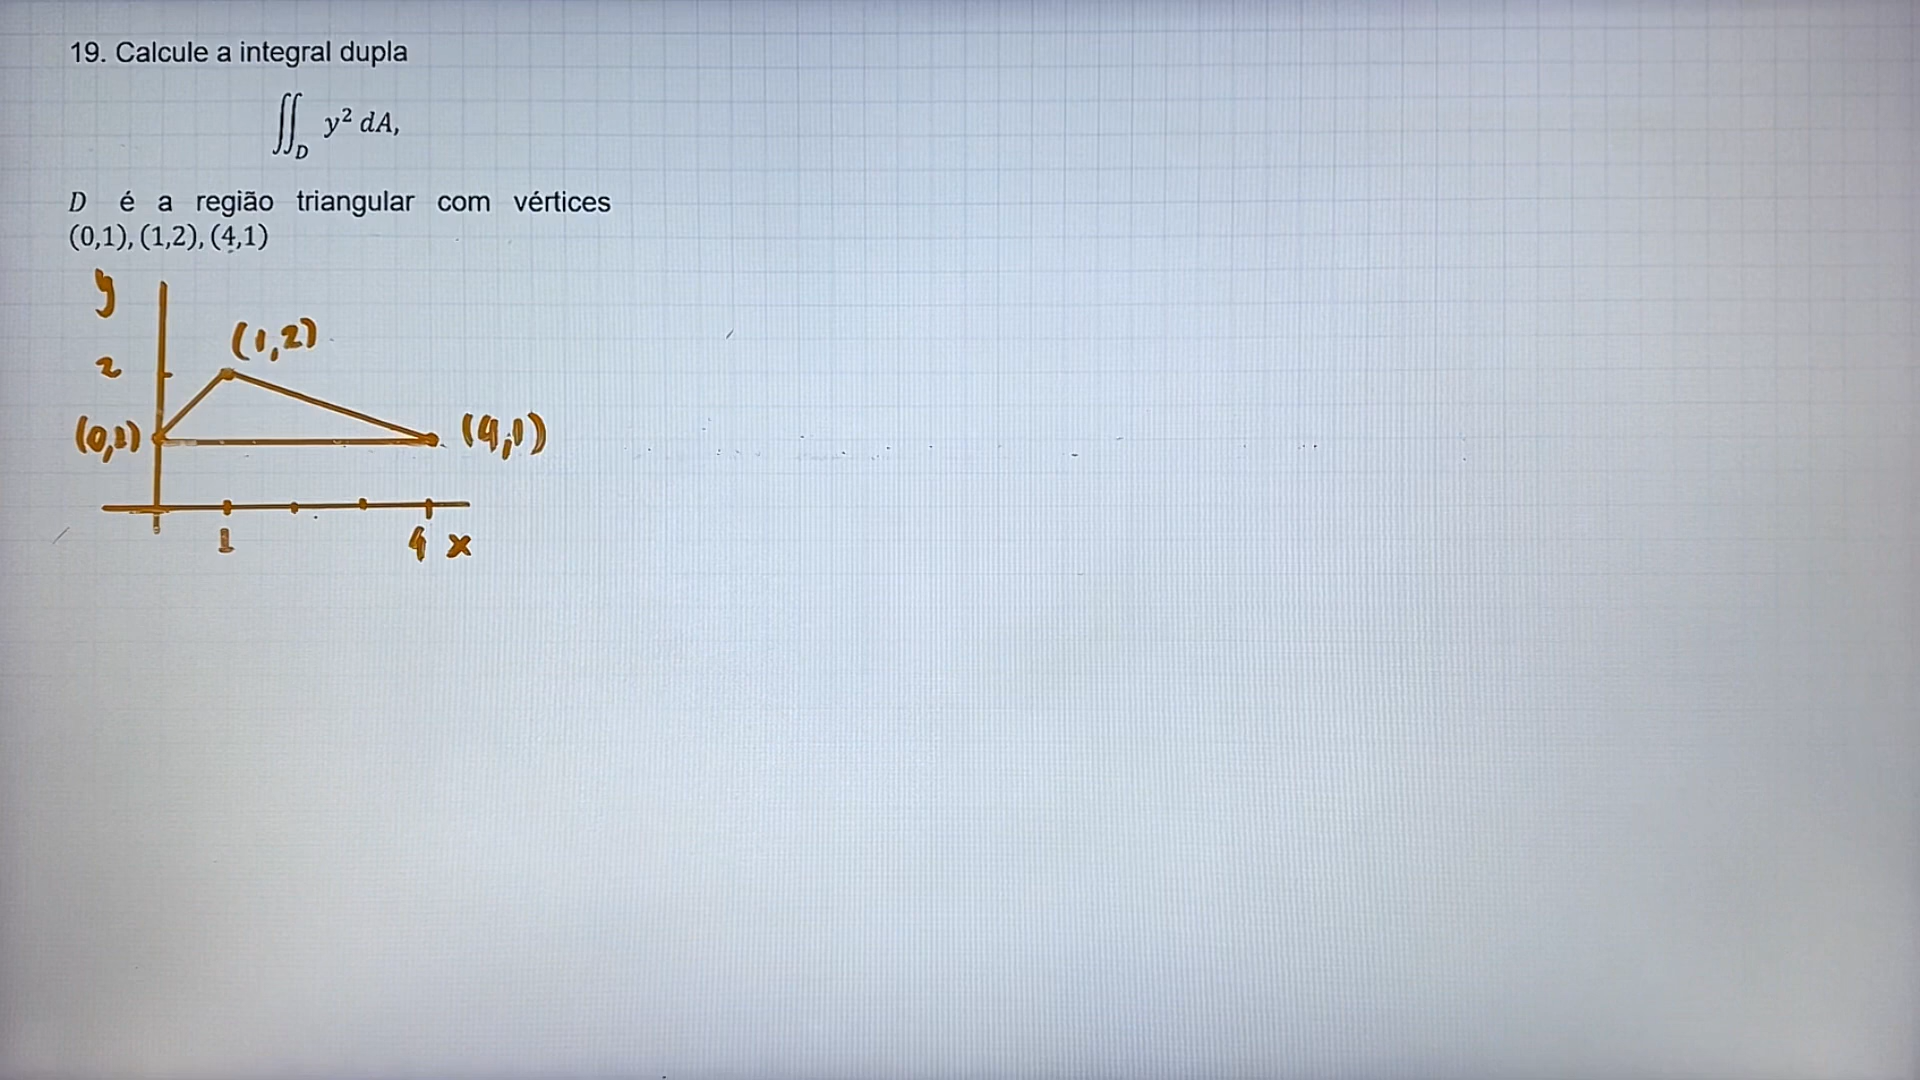 19. Calcule a integral dupla
∬_D y² dA,
D é a região triangular com vértices
(0,1), (1,2), (4,1)
y
(1,2)
2
(0,1)
(4,1)
1
4 x